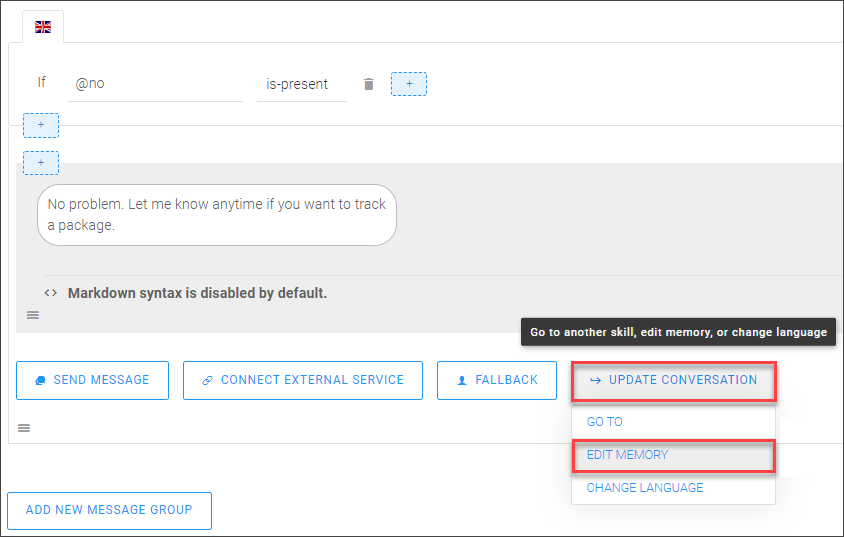 If @no is-present +
+
+
No problem. Let me know anytime if you want to track
a package.
<> Markdown syntax is disabled by default.
Go to another skill, edit memory, or change language
SEND MESSAGE CONNECT EXTERNAL SERVICE FALLBACK UPDATE CONVERSATION
GO TO
EDIT MEMORY
CHANGE LANGUAGE
ADD NEW MESSAGE GROUP